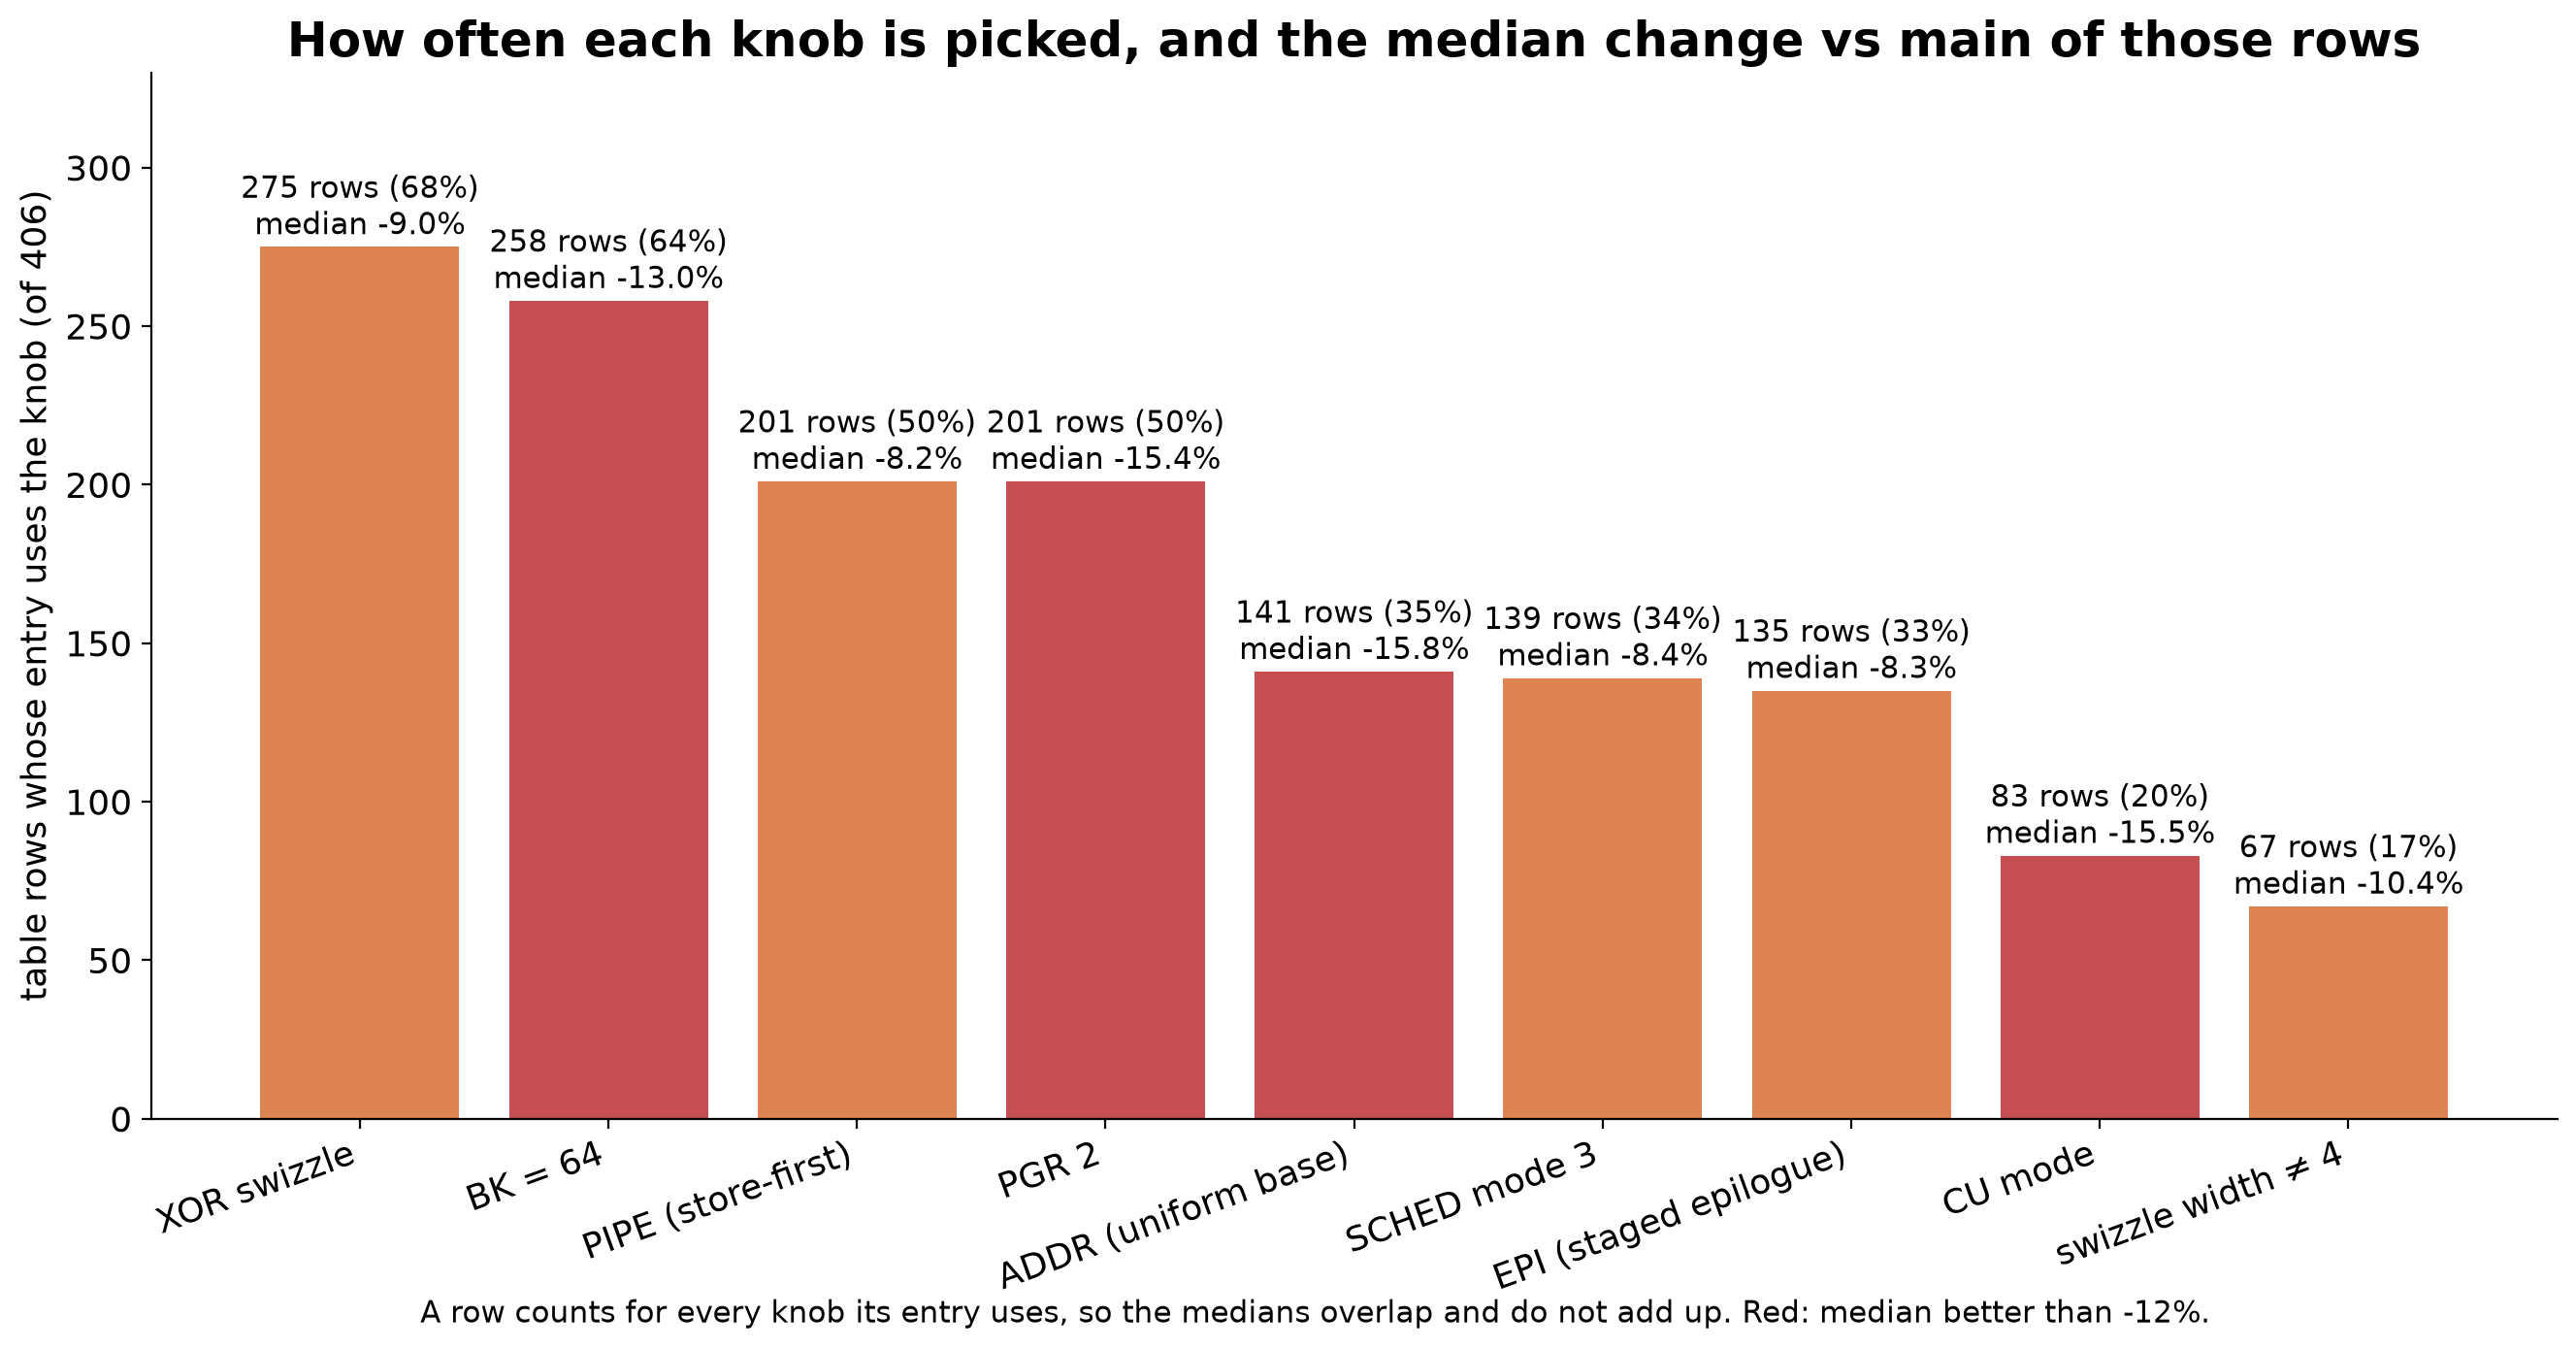 How often each knob is picked, and the median change vs main of those rows
table rows whose entry uses the knob (of 406)
300
250
200
150
100
50
0
275 rows (68%)
median -9.0%
258 rows (64%)
median -13.0%
201 rows (50%)
median -8.2%
201 rows (50%)
median -15.4%
141 rows (35%)
median -15.8%
139 rows (34%)
median -8.4%
135 rows (33%)
median -8.3%
83 rows (20%)
median -15.5%
67 rows (17%)
median -10.4%
XOR swizzle
BK = 64
PIPE (store-first)
PGR 2
ADDR (uniform base)
SCHED mode 3
EPI (staged epilogue)
CU mode
swizzle width ≠ 4
A row counts for every knob its entry uses, so the medians overlap and do not add up. Red: median better than -12%.